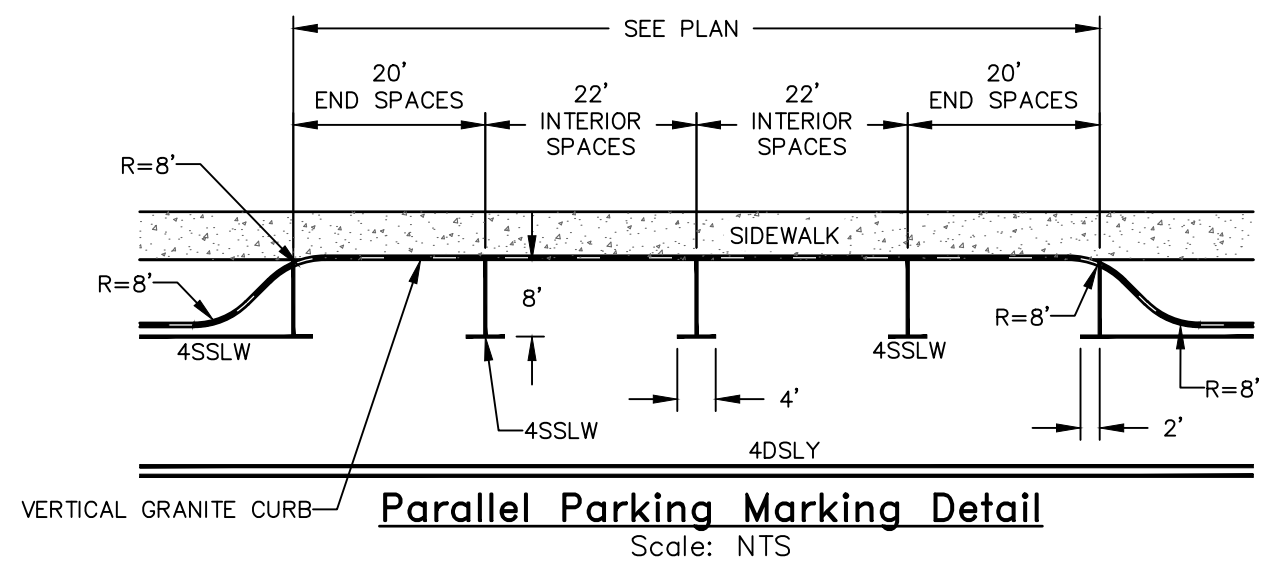 SEE PLAN
20'
END SPACES
22'
INTERIOR
SPACES
22'
INTERIOR
SPACES
20'
END SPACES
R=8'
SIDEWALK
R=8'
8'
R=8'
4SSLW
4SSLW
R=8'
4'
4SSLW
2'
4DSLY
VERTICAL GRANITE CURB
Parallel Parking Marking Detail
Scale: NTS